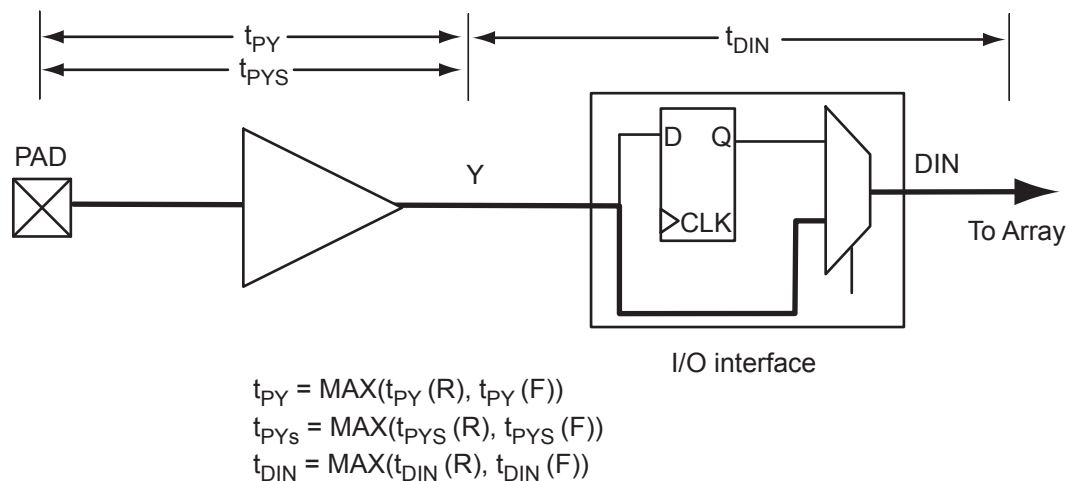 tPY
tPYS
tDIN
PAD
Y
D Q
CLK
DIN
To Array
I/O interface
tPY = MAX(tPY (R), tPY (F))
tPYs = MAX(tPYS (R), tPYS (F))
tDIN = MAX(tDIN (R), tDIN (F))